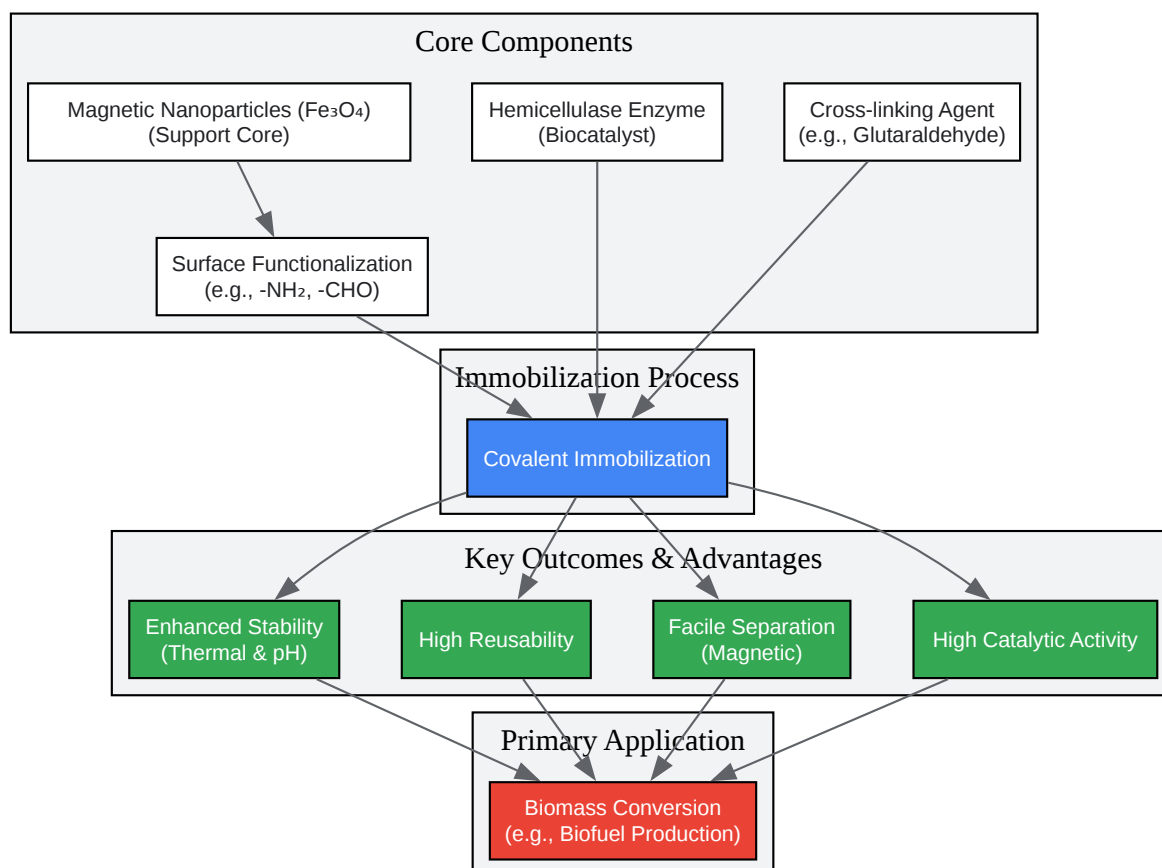 Core Components
Magnetic Nanoparticles (Fe₃O₄)
(Support Core)
Hemicellulase Enzyme
(Biocatalyst)
Cross-linking Agent
(e.g., Glutaraldehyde)
Surface Functionalization
(e.g., -NH₂, -CHO)
Immobilization Process
Covalent Immobilization
Key Outcomes & Advantages
Enhanced Stability
(Thermal & pH)
High Reusability
Facile Separation
(Magnetic)
High Catalytic Activity
Primary Application
Biomass Conversion
(e.g., Biofuel Production)